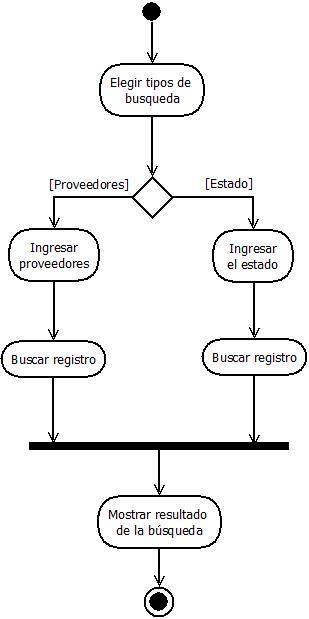 Elegir tipos de
busqueda
[Proveedores]
[Estado]
Ingresar
proveedores
Ingresar
el estado
Buscar registro
Buscar registro
Mostrar resultado
de la búsqueda